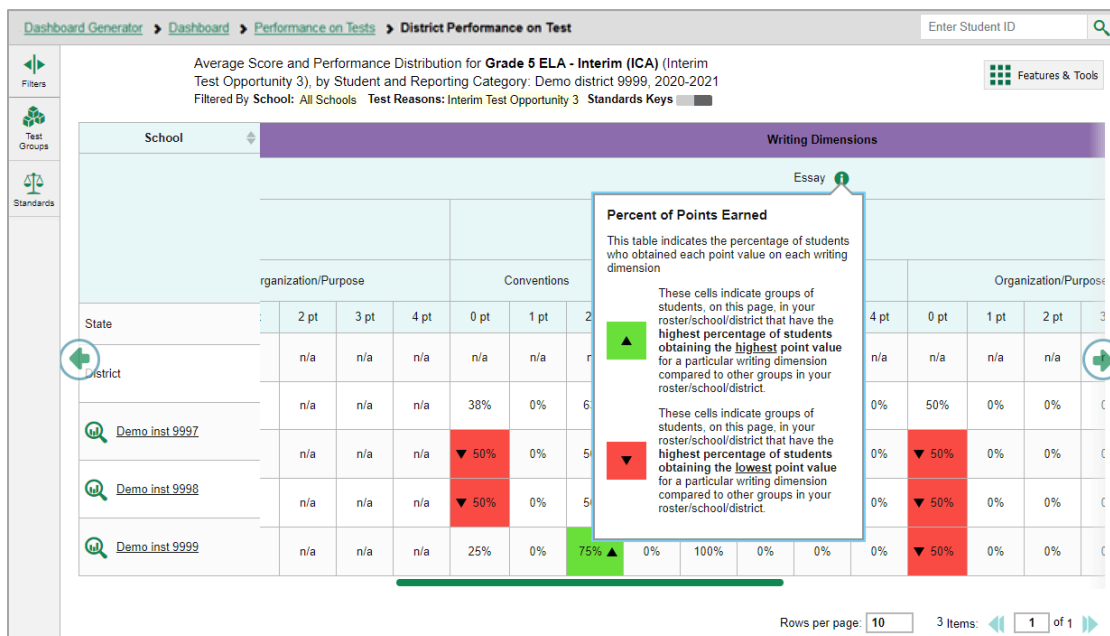 Dashboard Generator > Dashboard > Performance on Tests > District Performance on Test
Enter Student ID
Filters
Test
Groups
Standards
Average Score and Performance Distribution for Grade 5 ELA - Interim (ICA) (Interim
Test Opportunity 3), by Student and Reporting Category: Demo district 9999, 2020-2021
Filtered By School: All Schools Test Reasons: Interim Test Opportunity 3 Standards Keys
Features & Tools
School
Writing Dimensions
Essay
rganization/Purpose Conventions Organization/Purpose
2 pt 3 pt 4 pt 0 pt 1 pt 2 4 pt 0 pt 1 pt 2 pt 3
State
n/a n/a n/a n/a n/a n/a n/a n/a n/a
District
n/a n/a n/a 38% 0% 0% 50% 0% 0%
Demo inst 9997
n/a n/a n/a ▼ 50% 0% 0% ▼ 50% 0% 0%
Demo inst 9998
n/a n/a n/a ▼ 50% 0% 0% ▼ 50% 0% 0%
Demo inst 9999
n/a n/a n/a 25% 0% 75% ▲ 0% 100% 0% 0% 0% ▼ 50% 0% 0%
Percent of Points Earned
This table indicates the percentage of students
who obtained each point value on each writing
dimension
These cells indicate groups of
students, on this page, in your
roster/school/district that have the
highest percentage of students
obtaining the highest point value
for a particular writing dimension
compared to other groups in your
roster/school/district.
These cells indicate groups of
students, on this page, in your
roster/school/district that have the
highest percentage of students
obtaining the lowest point value
for a particular writing dimension
compared to other groups in your
roster/school/district.
Rows per page: 10 3 Items: 1 of 1